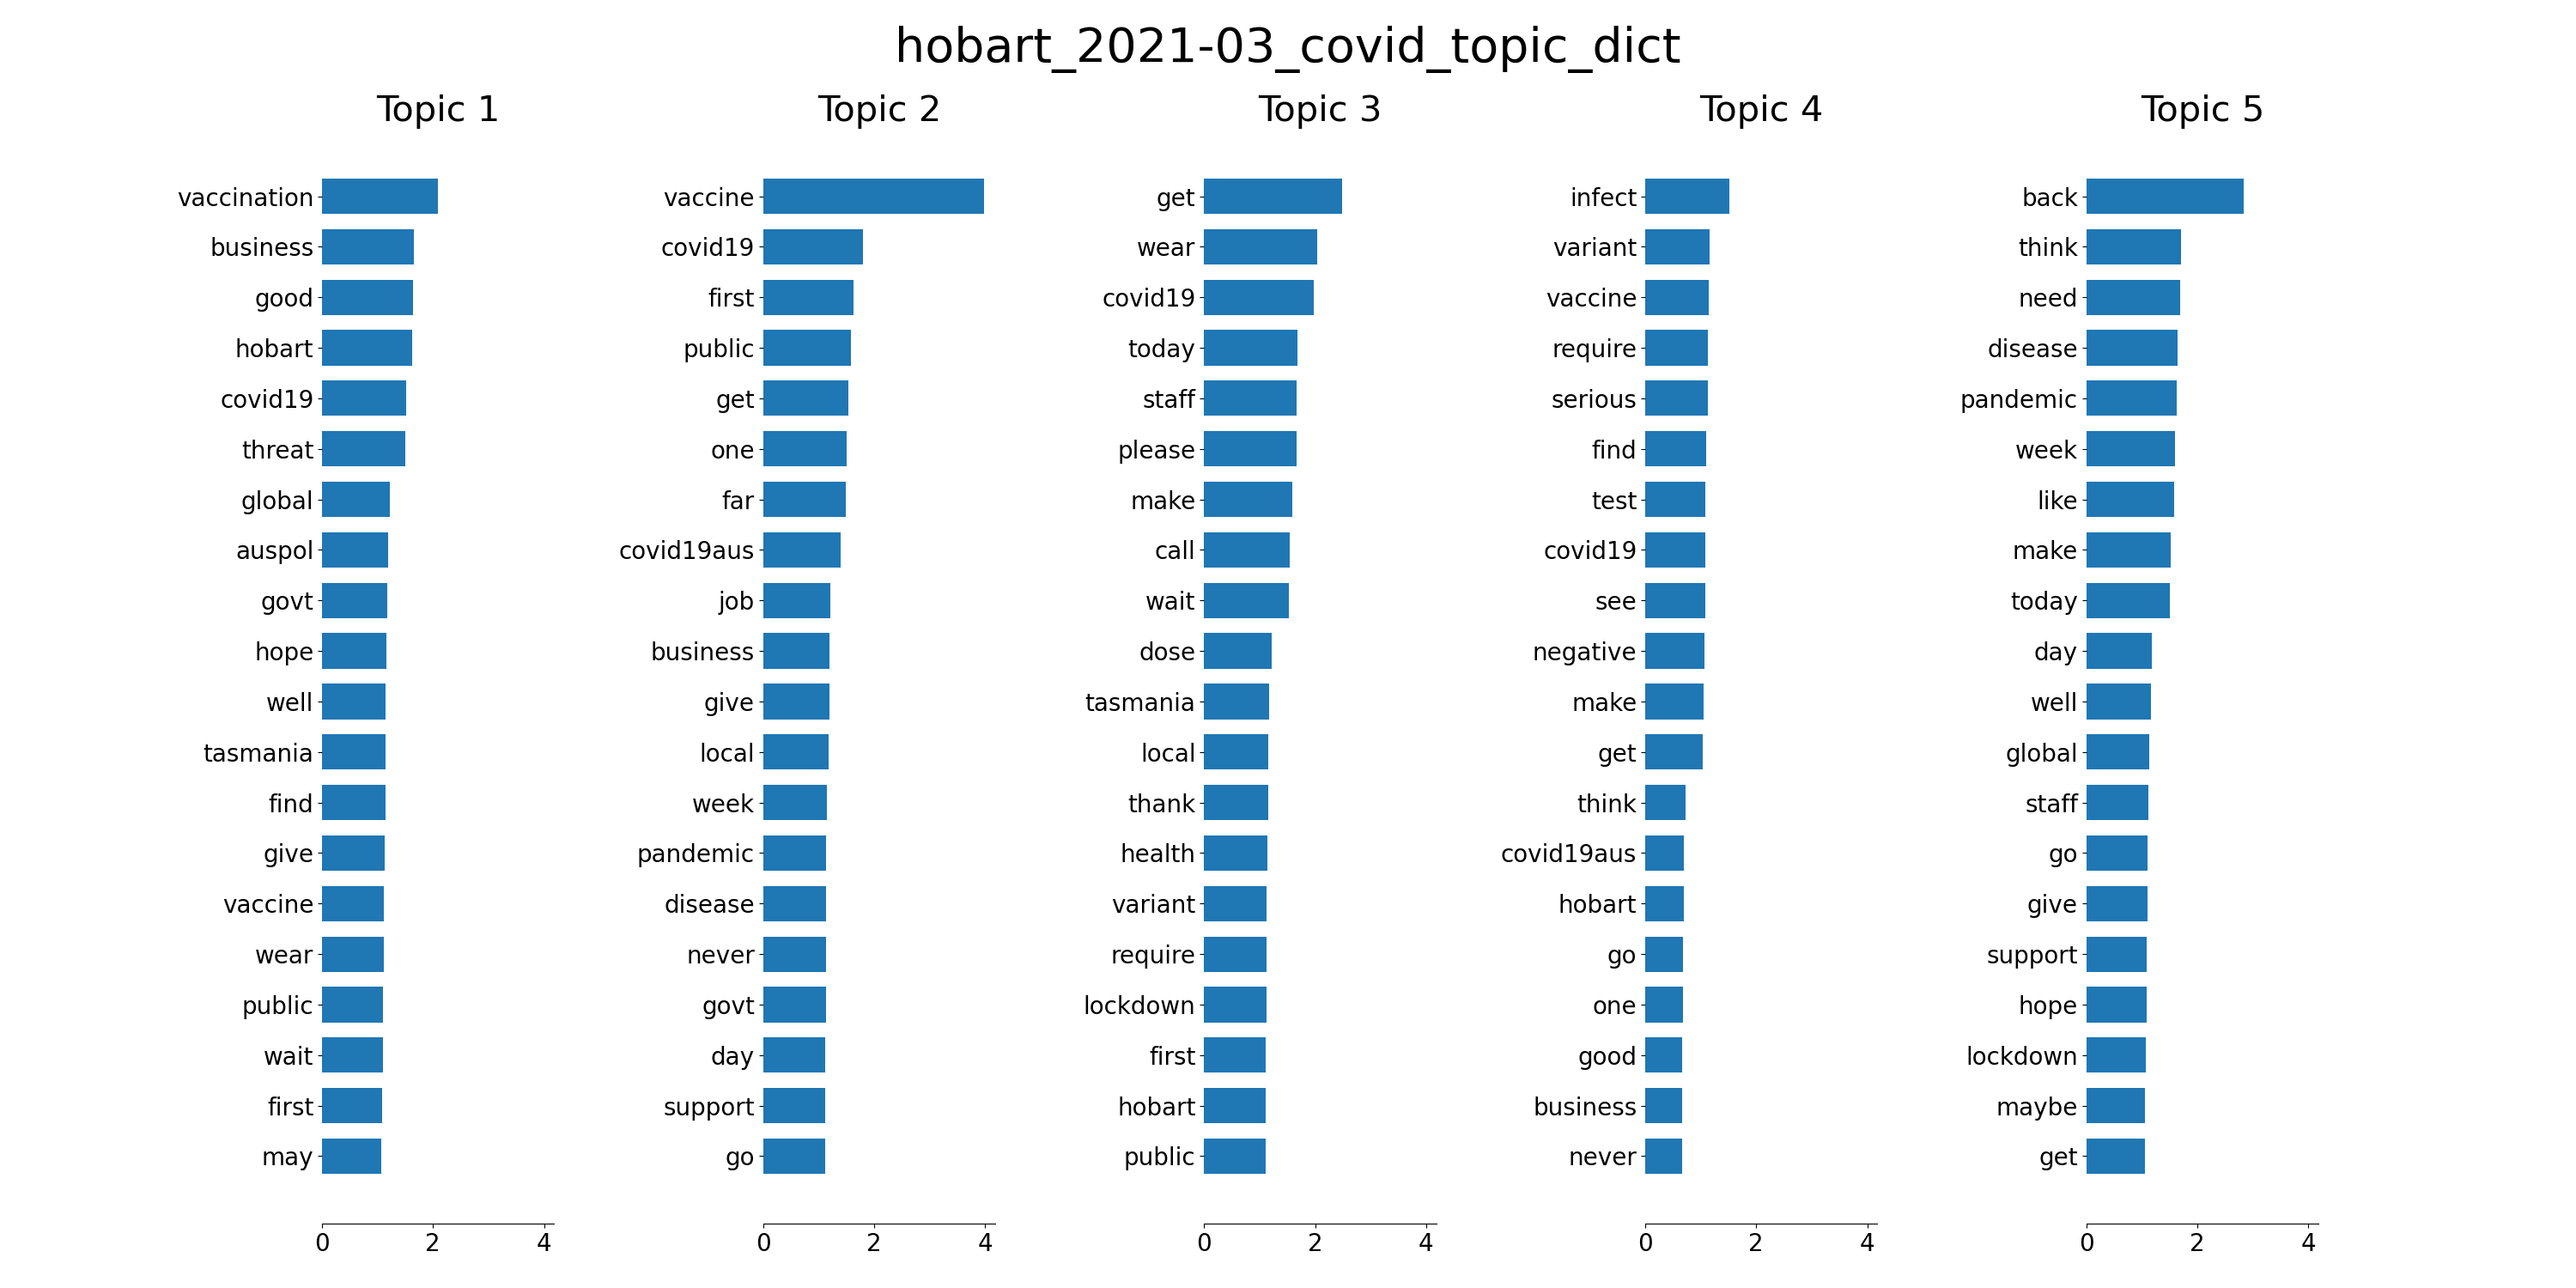 hobart_2021-03_covid_topic_dict
Topic 1
vaccination
business
good
hobart
covid19
threat
global
auspol
govt
hope
well
tasmania
find
give
vaccine
wear
public
wait
first
may
0 2 4
Topic 2
vaccine
covid19
first
public
get
one
far
covid19aus
job
business
give
local
week
pandemic
disease
never
govt
day
support
go
0 2 4
Topic 3
get
wear
covid19
today
staff
please
make
call
wait
dose
tasmania
local
thank
health
variant
require
lockdown
first
hobart
public
0 2 4
Topic 4
infect
variant
vaccine
require
serious
find
test
covid19
see
negative
make
get
think
covid19aus
hobart
go
one
good
business
never
0 2 4
Topic 5
back
think
need
disease
pandemic
week
like
make
today
day
well
global
staff
go
give
support
hope
lockdown
maybe
get
0 2 4